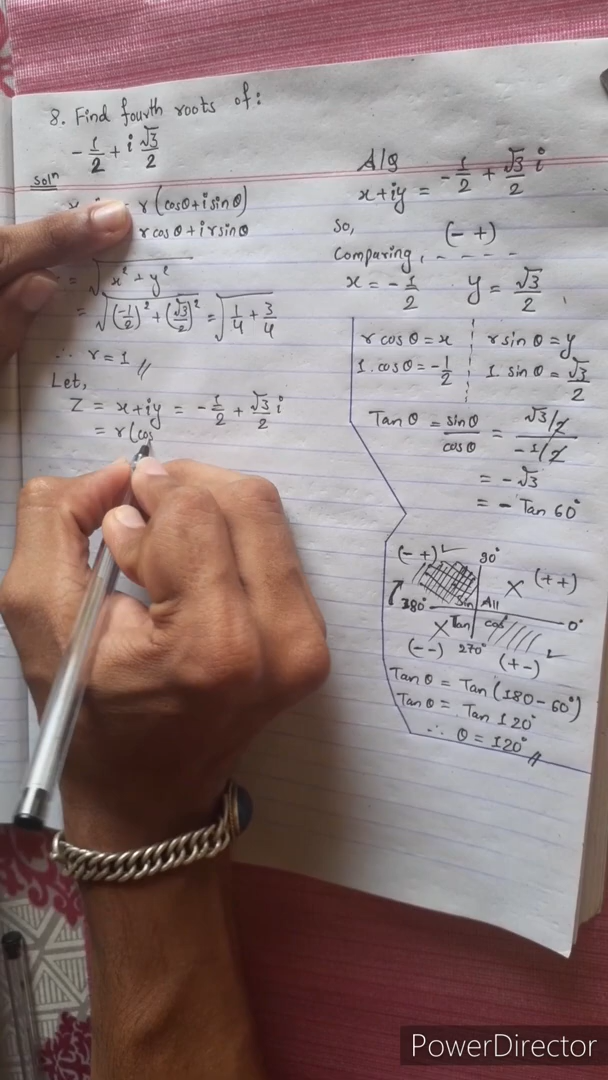 8. Find fourth roots of:
-1/2 + i √3/2
Solⁿ
= r(cosθ + i sinθ)
r cosθ + i r sinθ
= √x² + y²
= √(-1/2)² + (√3/2)² = √1/4 + 3/4
∴ r = 1 //
Let,
Z = x+iy = -1/2 + √3/2 i
= r(cos
A/Q
x+iy = -1/2 + √3/2 i
So, (- +)
Comparing, - - - -
x = -1/2 y = √3/2,
r cosθ = x r sinθ = y
1. cosθ = -1/2 1 sinθ = √3/2
Tanθ = sinθ/cosθ = √3/2/-1/2
= -√3
= - Tan 60°
(- +) ✓ 90° X (+ +)
380° Sin All 0°
X Tan cos ✓
(- -) 270° (+ -)
Tanθ = Tan(180-60°)
Tanθ = Tan 120°
∴ θ = 120° //
PowerDirector